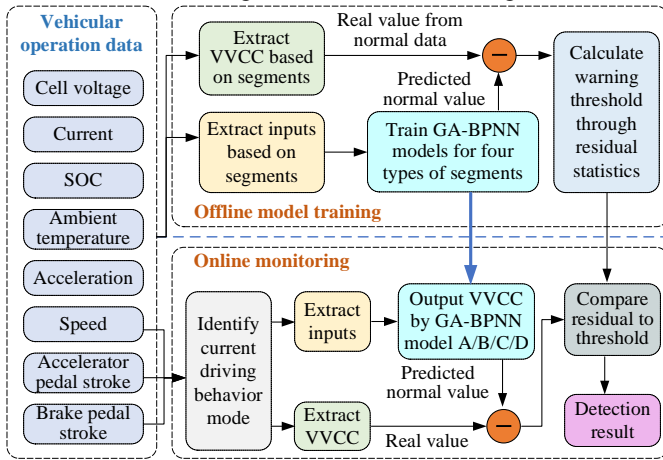 Vehicular
operation data
Cell voltage
Current
SOC
Ambient
temperature
Acceleration
Speed
Accelerator
pedal stroke
Brake pedal
stroke
Extract
VVCC based
on segments
Real value from
normal data
−
Predicted
normal value
Extract inputs
based on
segments
Train GA-BPNN
models for four
types of segments
Calculate
warning
threshold
through
residual
statistics
Offline model training
Online monitoring
Identify
current
driving
behavior
mode
Extract
inputs
Output VVCC
by GA-BPNN
model A/B/C/D
Compare
residual to
threshold
Predicted
normal value
Extract
VVCC
Real value
−
Detection
result